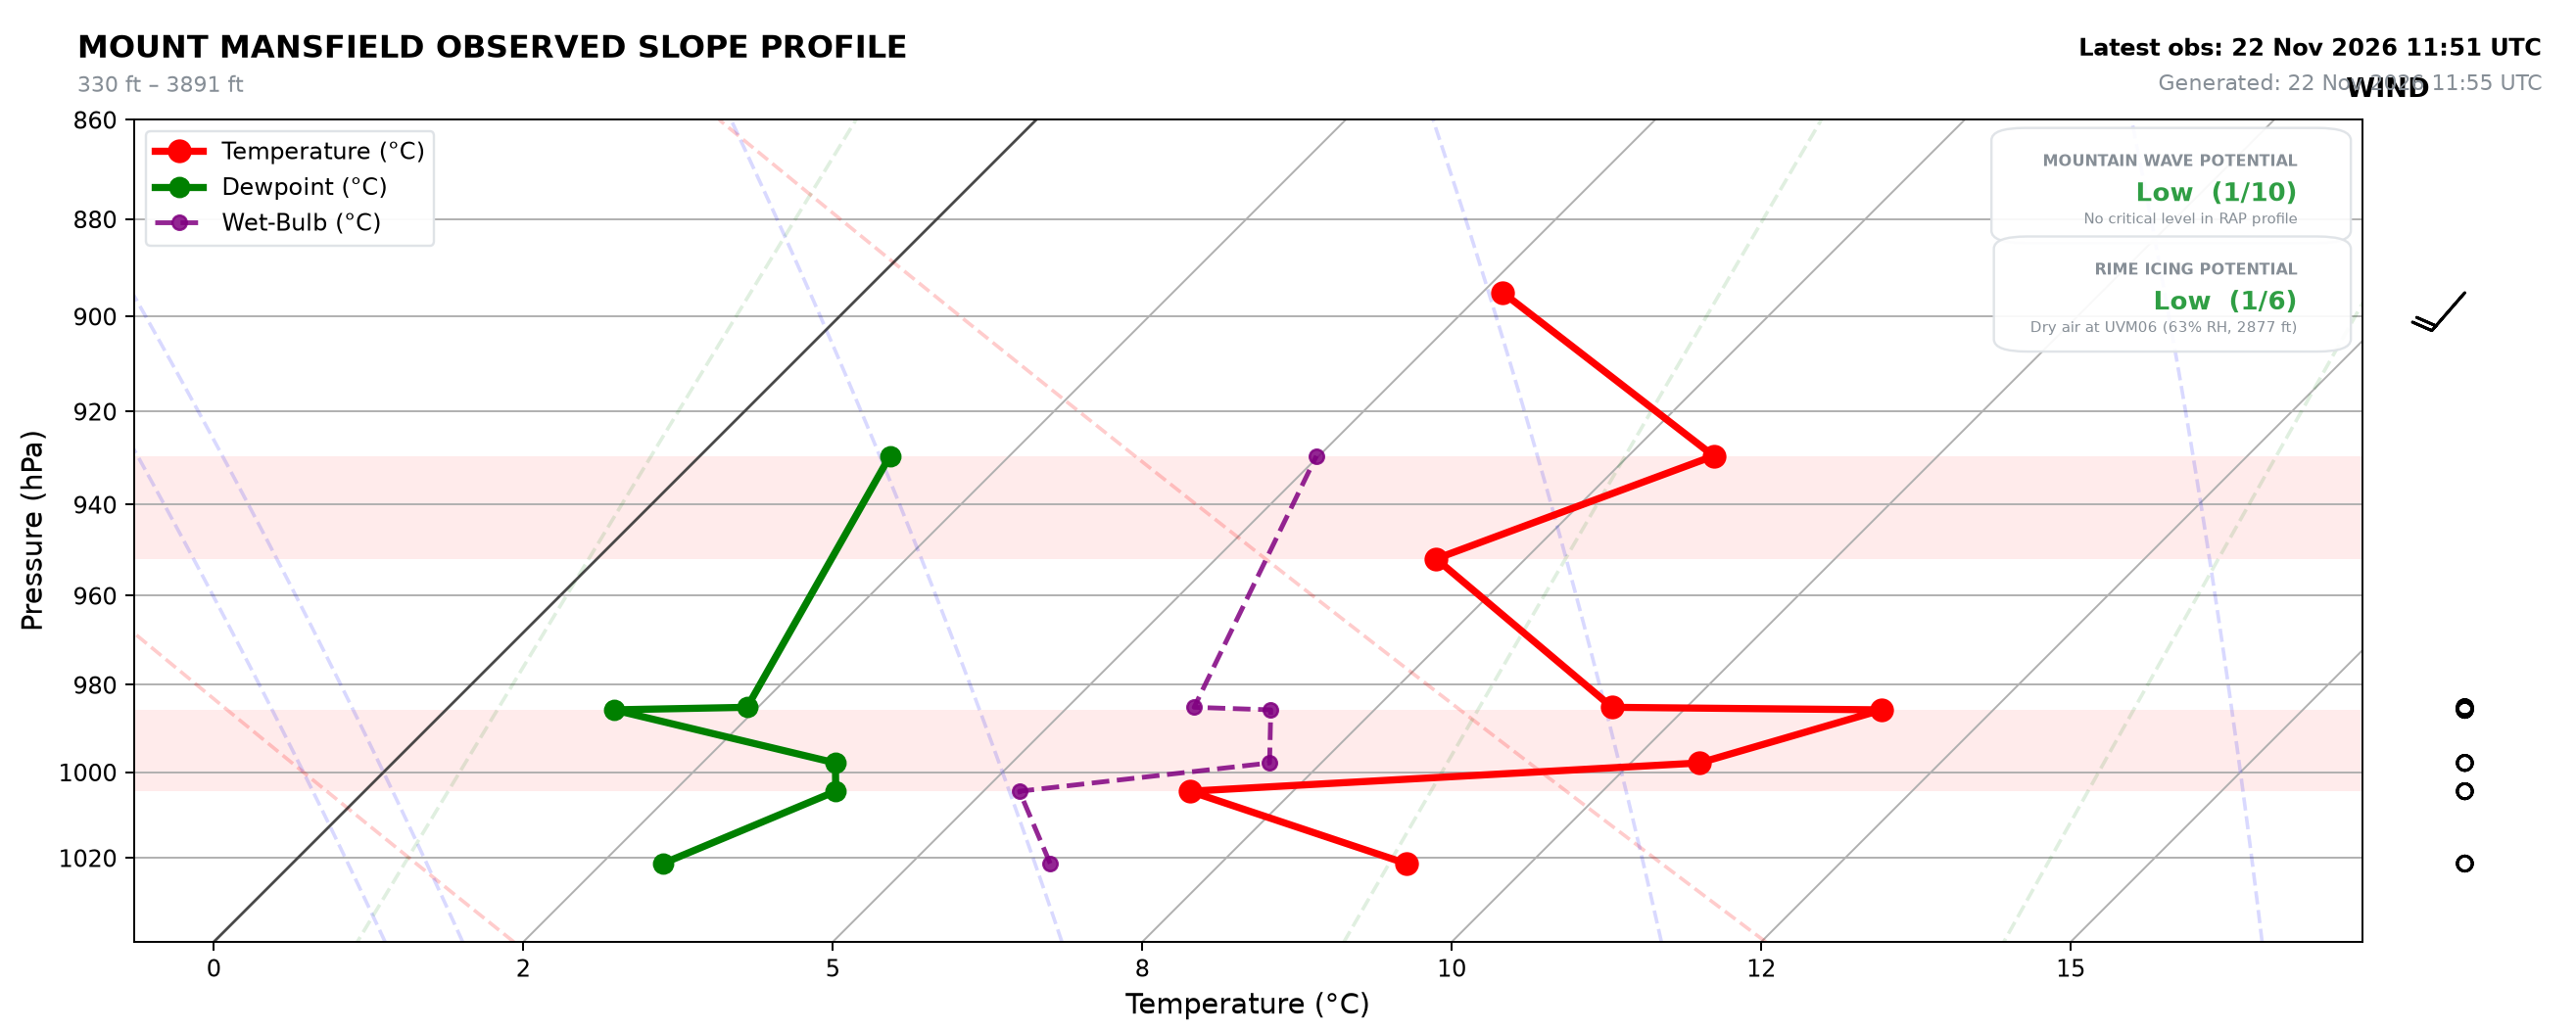 MOUNT MANSFIELD OBSERVED SLOPE PROFILE
330 ft – 3891 ft
Latest obs: 22 Nov 2026 11:51 UTC
Generated: 22 Nov 2026 11:55 UTC
WIND
Temperature (°C)
Dewpoint (°C)
Wet-Bulb (°C)
MOUNTAIN WAVE POTENTIAL
Low (1/10)
No critical level in RAP profile
RIME ICING POTENTIAL
Low (1/6)
Dry air at UVM06 (63% RH, 2877 ft)
Pressure (hPa)
860
880
900
920
940
960
980
1000
1020
0 2 5 8 10 12 15
Temperature (°C)